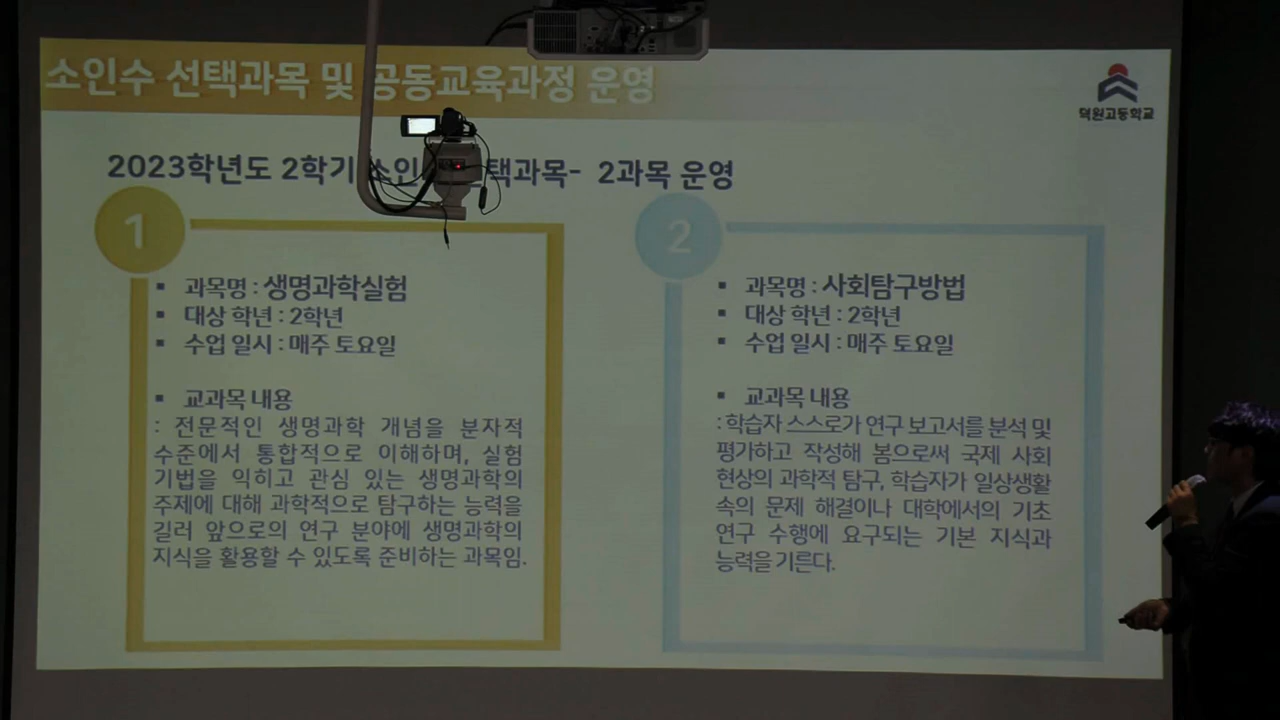 소인수 선택과목 및 공동교육과정 운영
덕원고등학교
2023학년도 2학기 소인 택과목- 2과목 운영
1
과목명 : 생명과학실험
대상 학년 : 2학년
수업 일시 : 매주 토요일
교과목 내용
: 전문적인 생명과학 개념을 분자적
수준에서 통합적으로 이해하며, 실험
기법을 익히고 관심 있는 생명과학의
주제에 대해 과학적으로 탐구하는 능력을
길러 앞으로의 연구 분야에 생명과학의
지식을 활용할 수 있도록 준비하는 과목임.
2
과목명 : 사회탐구방법
대상 학년 : 2학년
수업 일시 : 매주 토요일
교과목 내용
: 학습자 스스로가 연구 보고서를 분석 및
평가하고 작성해 봄으로써 국제 사회
현상의 과학적 탐구, 학습자가 일상생활
속의 문제 해결이나 대학에서의 기초
연구 수행에 요구되는 기본 지식과
능력을 기른다.